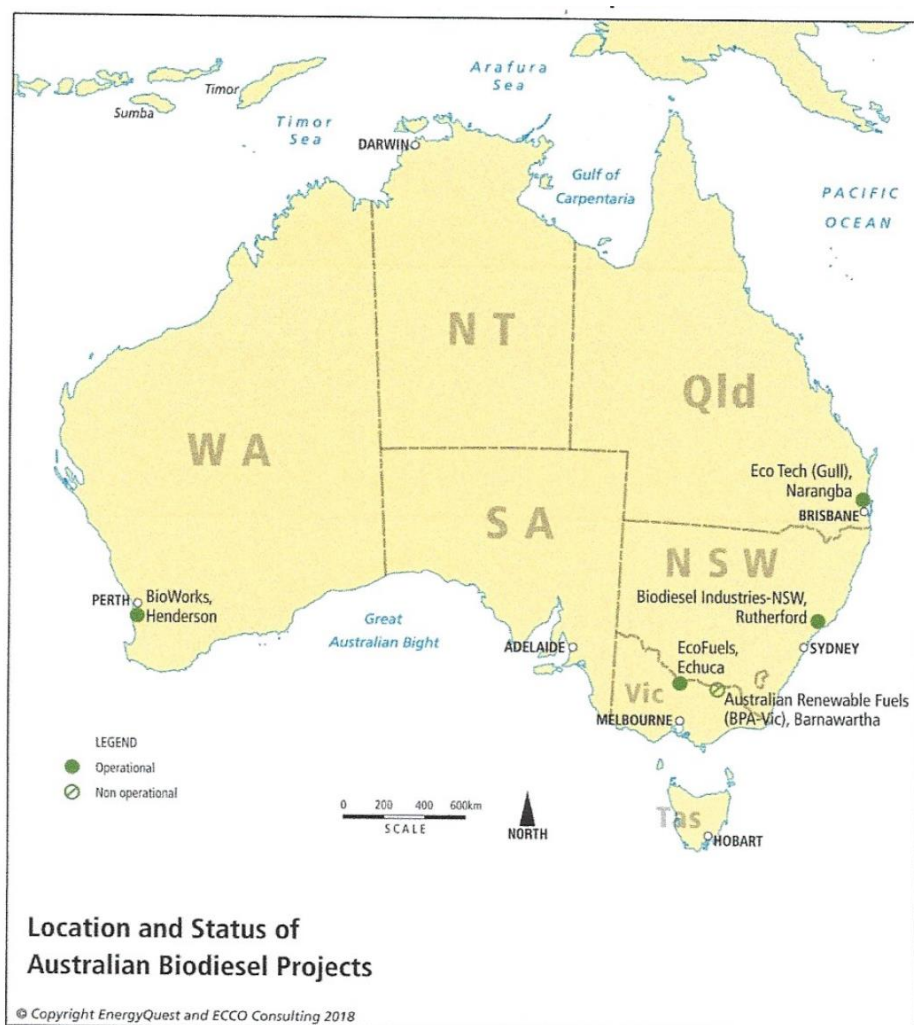 Arafura
Sea
Timor
Sumba
Timor
Sea
DARWIN
Gulf of
Carpentaria
PACIFIC
OCEAN
N T
Qld
W A
S A
Eco Tech (Gull),
Narangba
BRISBANE
N S W
Biodiesel Industries-NSW,
Rutherford
PERTH
BioWorks,
Henderson
Great
Australian Bight
ADELAIDE
SYDNEY
EcoFuels,
Echuca
Vic
Australian Renewable Fuels
(BPA-Vic), Barnawartha
MELBOURNE
LEGEND
Operational
Non operational
0 200 400 600km
SCALE
NORTH
Tas
HOBART
Location and Status of
Australian Biodiesel Projects
© Copyright EnergyQuest and ECCO Consulting 2018